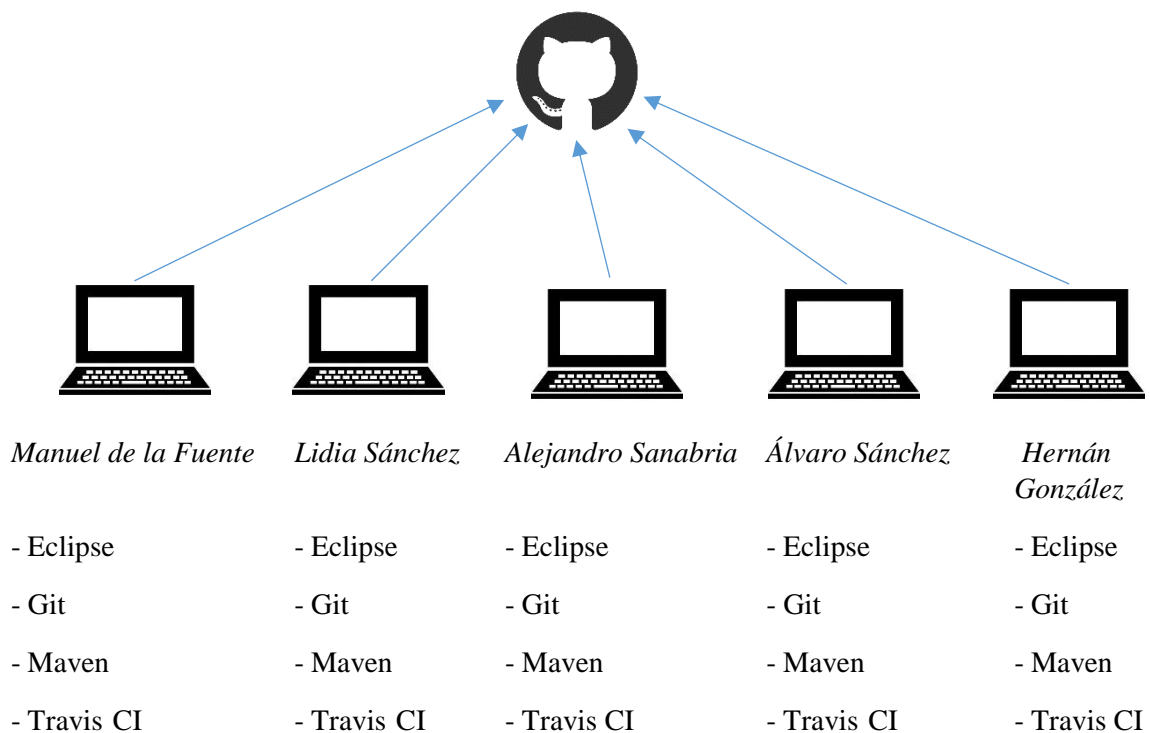 Manuel de la Fuente
Lidia Sánchez
Alejandro Sanabria
Álvaro Sánchez
Hernán
González
- Eclipse
- Eclipse
- Eclipse
- Eclipse
- Eclipse
- Git
- Git
- Git
- Git
- Git
- Maven
- Maven
- Maven
- Maven
- Maven
- Travis CI
- Travis CI
- Travis CI
- Travis CI
- Travis CI